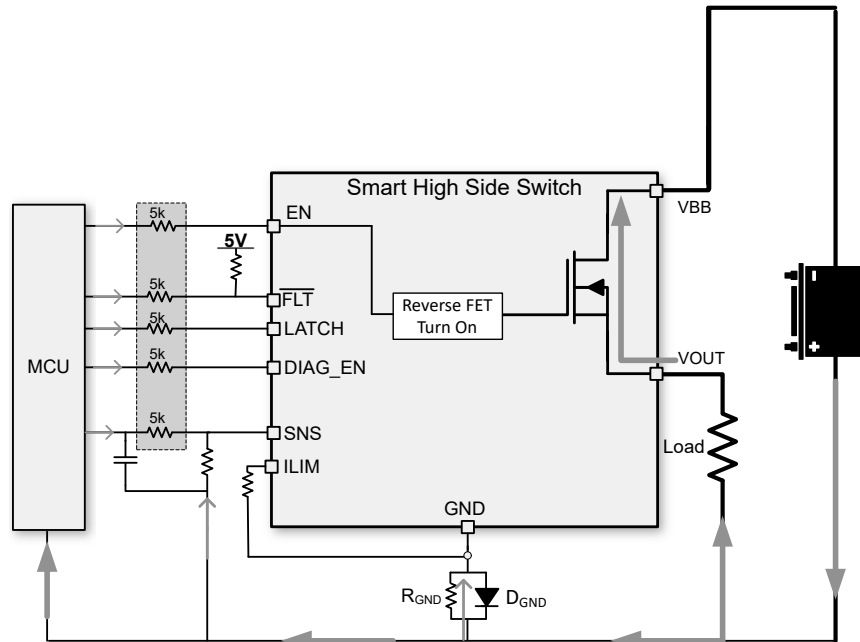 Smart High Side Switch
VBB
5k
EN
5V
5k
F̅L̅T̅
5k
LATCH
5k
DIAG_EN
MCU
Reverse FET
Turn On
VOUT
-
+
5k
SNS
ILIM
Load
GND
RGND
DGND